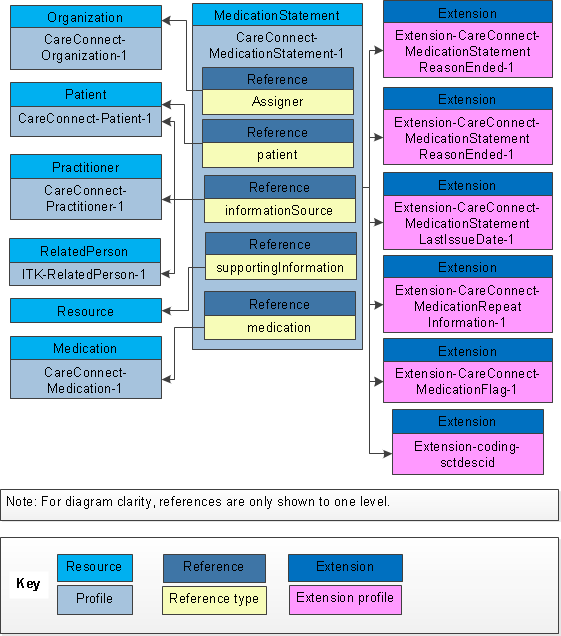 Organization
CareConnect-
Organization-1
Patient
CareConnect-Patient-1
Practitioner
CareConnect-
Practitioner-1
RelatedPerson
ITK-RelatedPerson-1
Resource
Medication
CareConnect-
Medication-1
MedicationStatement
CareConnect-
MedicationStatement-1
Reference
Assigner
Reference
patient
Reference
informationSource
Reference
supportingInformation
Reference
medication
Extension
Extension-CareConnect-
MedicationStatement
ReasonEnded-1
Extension
Extension-CareConnect-
MedicationStatement
ReasonEnded-1
Extension
Extension-CareConnect-
MedicationStatement
LastIssueDate-1
Extension
Extension-CareConnect-
MedicationRepeat
Information-1
Extension
Extension-CareConnect-
MedicationFlag-1
Extension
Extension-coding-
sctdescid
Note: For diagram clarity, references are only shown to one level.
Key
Resource
Profile
Reference
Reference type
Extension
Extension profile